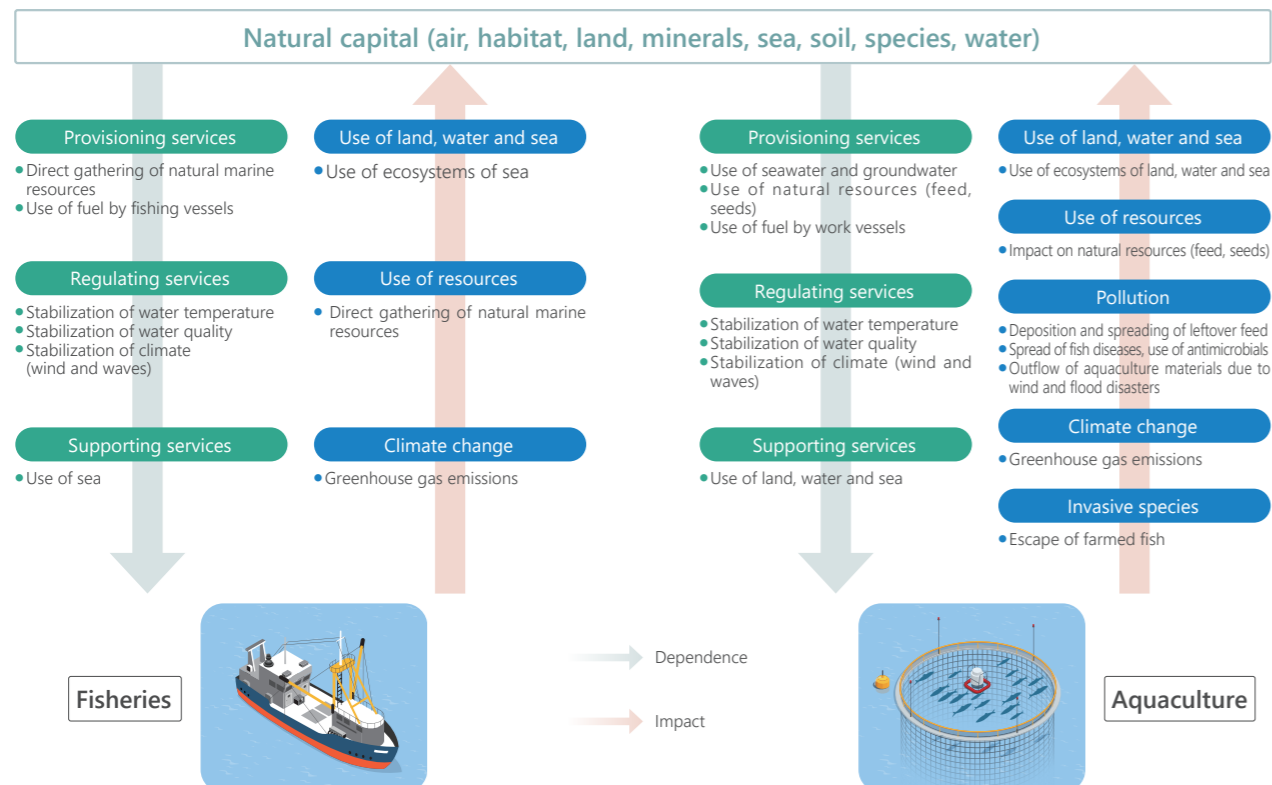 Natural capital (air, habitat, land, minerals, sea, soil, species, water)
Provisioning services
• Direct gathering of natural marine
resources
• Use of fuel by fishing vessels
Regulating services
• Stabilization of water temperature
• Stabilization of water quality
• Stabilization of climate
(wind and waves)
Supporting services
• Use of sea
Use of land, water and sea
• Use of ecosystems of sea
Use of resources
• Direct gathering of natural marine
resources
Climate change
• Greenhouse gas emissions
Provisioning services
• Use of seawater and groundwater
• Use of natural resources (feed,
seeds)
• Use of fuel by work vessels
Regulating services
• Stabilization of water temperature
• Stabilization of water quality
• Stabilization of climate (wind and
waves)
Supporting services
• Use of land, water and sea
Use of land, water and sea
• Use of ecosystems of land, water and sea
Use of resources
• Impact on natural resources (feed, seeds)
Pollution
• Deposition and spreading of leftover feed
• Spread of fish diseases, use of antimicrobials
• Outflow of aquaculture materials due to
wind and flood disasters
Climate change
• Greenhouse gas emissions
Invasive species
• Escape of farmed fish
Fisheries
Dependence
Impact
Aquaculture